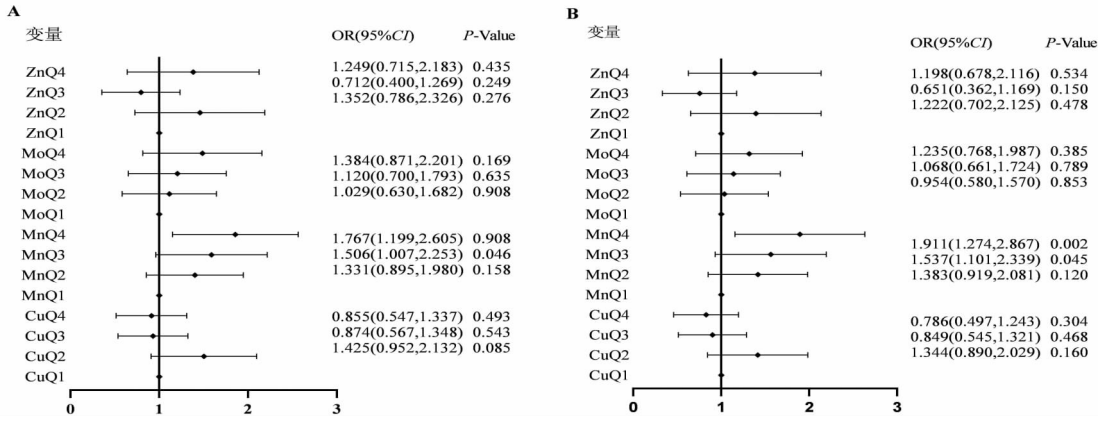 A
变量 OR(95%CI) P-Value
ZnQ4 1.249(0.715,2.183) 0.435
ZnQ3 0.712(0.400,1.269) 0.249
ZnQ2 1.352(0.786,2.326) 0.276
ZnQ1
MoQ4 1.384(0.871,2.201) 0.169
MoQ3 1.120(0.700,1.793) 0.635
MoQ2 1.029(0.630,1.682) 0.908
MoQ1
MnQ4 1.767(1.199,2.605) 0.908
MnQ3 1.506(1.007,2.253) 0.046
MnQ2 1.331(0.895,1.980) 0.158
MnQ1
CuQ4 0.855(0.547,1.337) 0.493
CuQ3 0.874(0.567,1.348) 0.543
CuQ2 1.425(0.952,2.132) 0.085
CuQ1
0 1 2 3
B
变量 OR(95%CI) P-Value
ZnQ4 1.198(0.678,2.116) 0.534
ZnQ3 0.651(0.362,1.169) 0.150
ZnQ2 1.222(0.702,2.125) 0.478
ZnQ1
MoQ4 1.235(0.768,1.987) 0.385
MoQ3 1.068(0.661,1.724) 0.789
MoQ2 0.954(0.580,1.570) 0.853
MoQ1
MnQ4 1.911(1.274,2.867) 0.002
MnQ3 1.537(1.101,2.339) 0.045
MnQ2 1.383(0.919,2.081) 0.120
MnQ1
CuQ4 0.786(0.497,1.243) 0.304
CuQ3 0.849(0.545,1.321) 0.468
CuQ2 1.344(0.890,2.029) 0.160
CuQ1
0 1 2 3